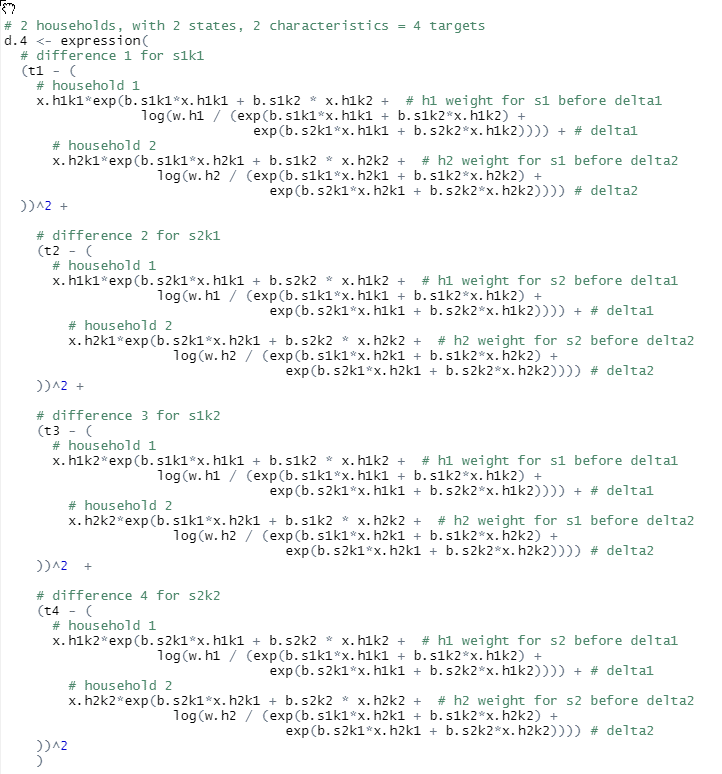 # 2 households, with 2 states, 2 characteristics = 4 targets
d.4 <- expression(
# difference 1 for s1k1
(t1 - (
# household 1
x.h1k1*exp(b.s1k1*x.h1k1 + b.s1k2 * x.h1k2 + # h1 weight for s1 before delta1
log(w.h1 / (exp(b.s1k1*x.h1k1 + b.s1k2*x.h1k2) +
exp(b.s2k1*x.h1k1 + b.s2k2*x.h1k2)))) + # delta1
# household 2
x.h2k1*exp(b.s1k1*x.h2k1 + b.s1k2 * x.h2k2 + # h2 weight for s1 before delta2
log(w.h2 / (exp(b.s1k1*x.h2k1 + b.s1k2*x.h2k2) +
exp(b.s2k1*x.h2k1 + b.s2k2*x.h2k2)))) # delta2
))^2 +
# difference 2 for s2k1
(t2 - (
# household 1
x.h1k1*exp(b.s2k1*x.h1k1 + b.s2k2 * x.h1k2 + # h1 weight for s2 before delta1
log(w.h1 / (exp(b.s1k1*x.h1k1 + b.s1k2*x.h1k2) +
exp(b.s2k1*x.h1k1 + b.s2k2*x.h1k2)))) + # delta1
# household 2
x.h2k1*exp(b.s2k1*x.h2k1 + b.s2k2 * x.h2k2 + # h2 weight for s2 before delta2
log(w.h2 / (exp(b.s1k1*x.h2k1 + b.s1k2*x.h2k2) +
exp(b.s2k1*x.h2k1 + b.s2k2*x.h2k2)))) # delta2
))^2 +
# difference 3 for s1k2
(t3 - (
# household 1
x.h1k2*exp(b.s1k1*x.h1k1 + b.s1k2 * x.h1k2 + # h1 weight for s1 before delta1
log(w.h1 / (exp(b.s1k1*x.h1k1 + b.s1k2*x.h1k2) +
exp(b.s2k1*x.h1k1 + b.s2k2*x.h1k2)))) + # delta1
# household 2
x.h2k2*exp(b.s1k1*x.h2k1 + b.s1k2 * x.h2k2 + # h2 weight for s1 before delta2
log(w.h2 / (exp(b.s1k1*x.h2k1 + b.s1k2*x.h2k2) +
exp(b.s2k1*x.h2k1 + b.s2k2*x.h2k2)))) # delta2
))^2 +
# difference 4 for s2k2
(t4 - (
# household 1
x.h1k2*exp(b.s2k1*x.h1k1 + b.s2k2 * x.h1k2 + # h1 weight for s2 before delta1
log(w.h1 / (exp(b.s1k1*x.h1k1 + b.s1k2*x.h1k2) +
exp(b.s2k1*x.h1k1 + b.s2k2*x.h1k2)))) + # delta1
# household 2
x.h2k2*exp(b.s2k1*x.h2k1 + b.s2k2 * x.h2k2 + # h2 weight for s2 before delta2
log(w.h2 / (exp(b.s1k1*x.h2k1 + b.s1k2*x.h2k2) +
exp(b.s2k1*x.h2k1 + b.s2k2*x.h2k2)))) # delta2
))^2
)